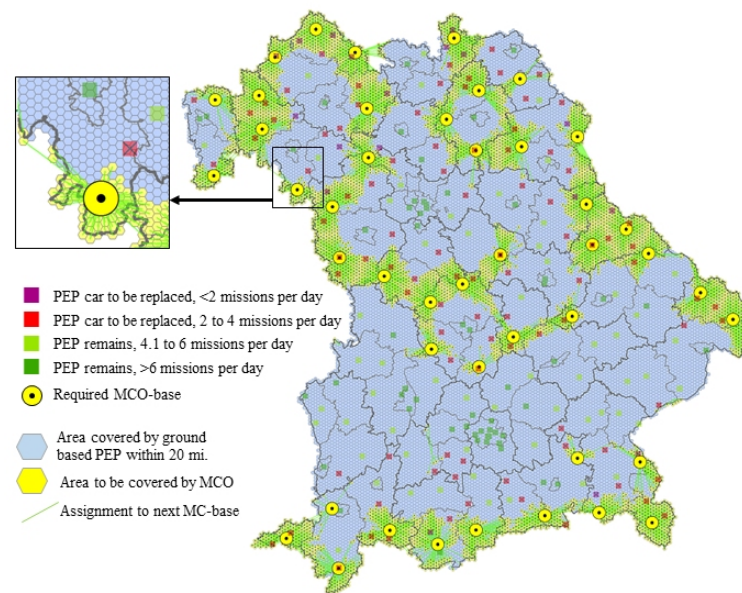 PEP car to be replaced, <2 missions per day
PEP car to be replaced, 2 to 4 missions per day
PEP remains, 4.1 to 6 missions per day
PEP remains, >6 missions per day
Required MCO-base
Area covered by ground
based PEP within 20 mi.
Area to be covered by MCO
Assignment to next MC-base